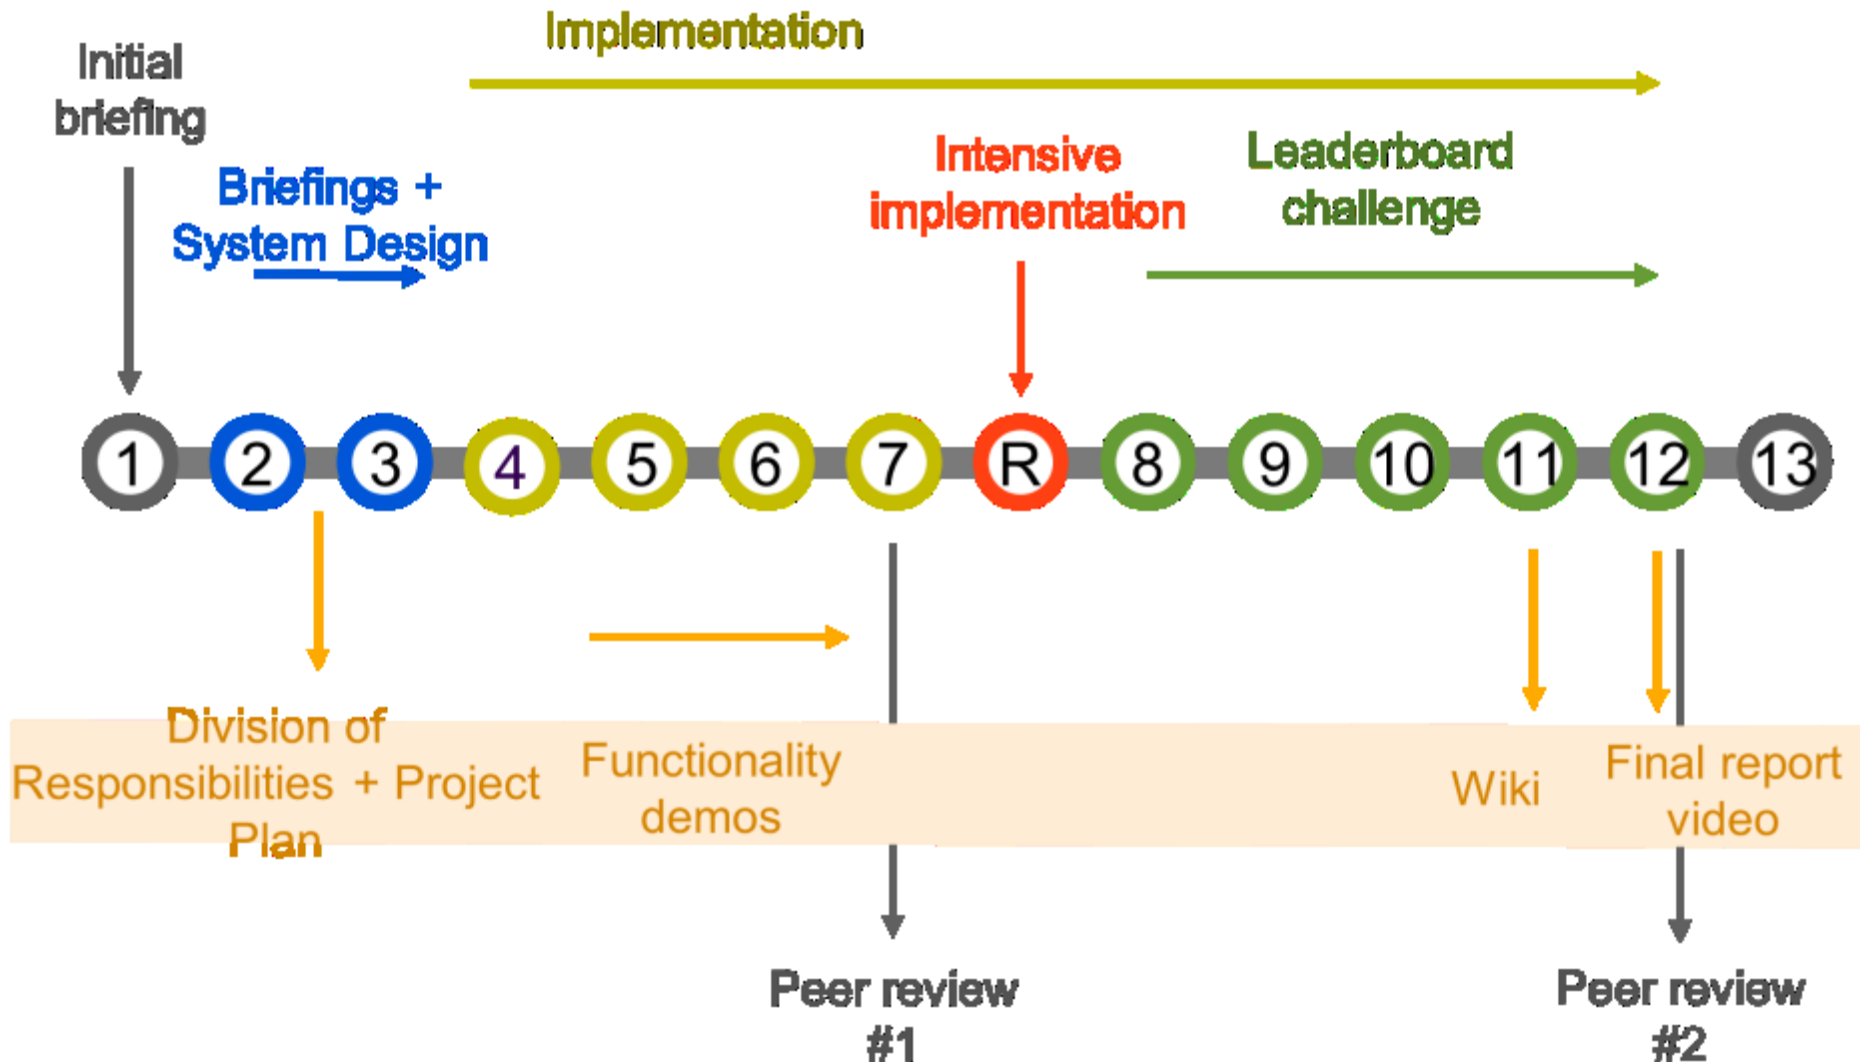 Implementation
Initial
briefing
Intensive
implementation
Leaderboard
challenge
Briefings +
System Design
1 2 3 4 5 6 7 R 8 9 10 11 12 13
Division of
Responsibilities + Project
Plan
Functionality
demos
Wiki
Final report
video
Peer review
#1
Peer review
#2